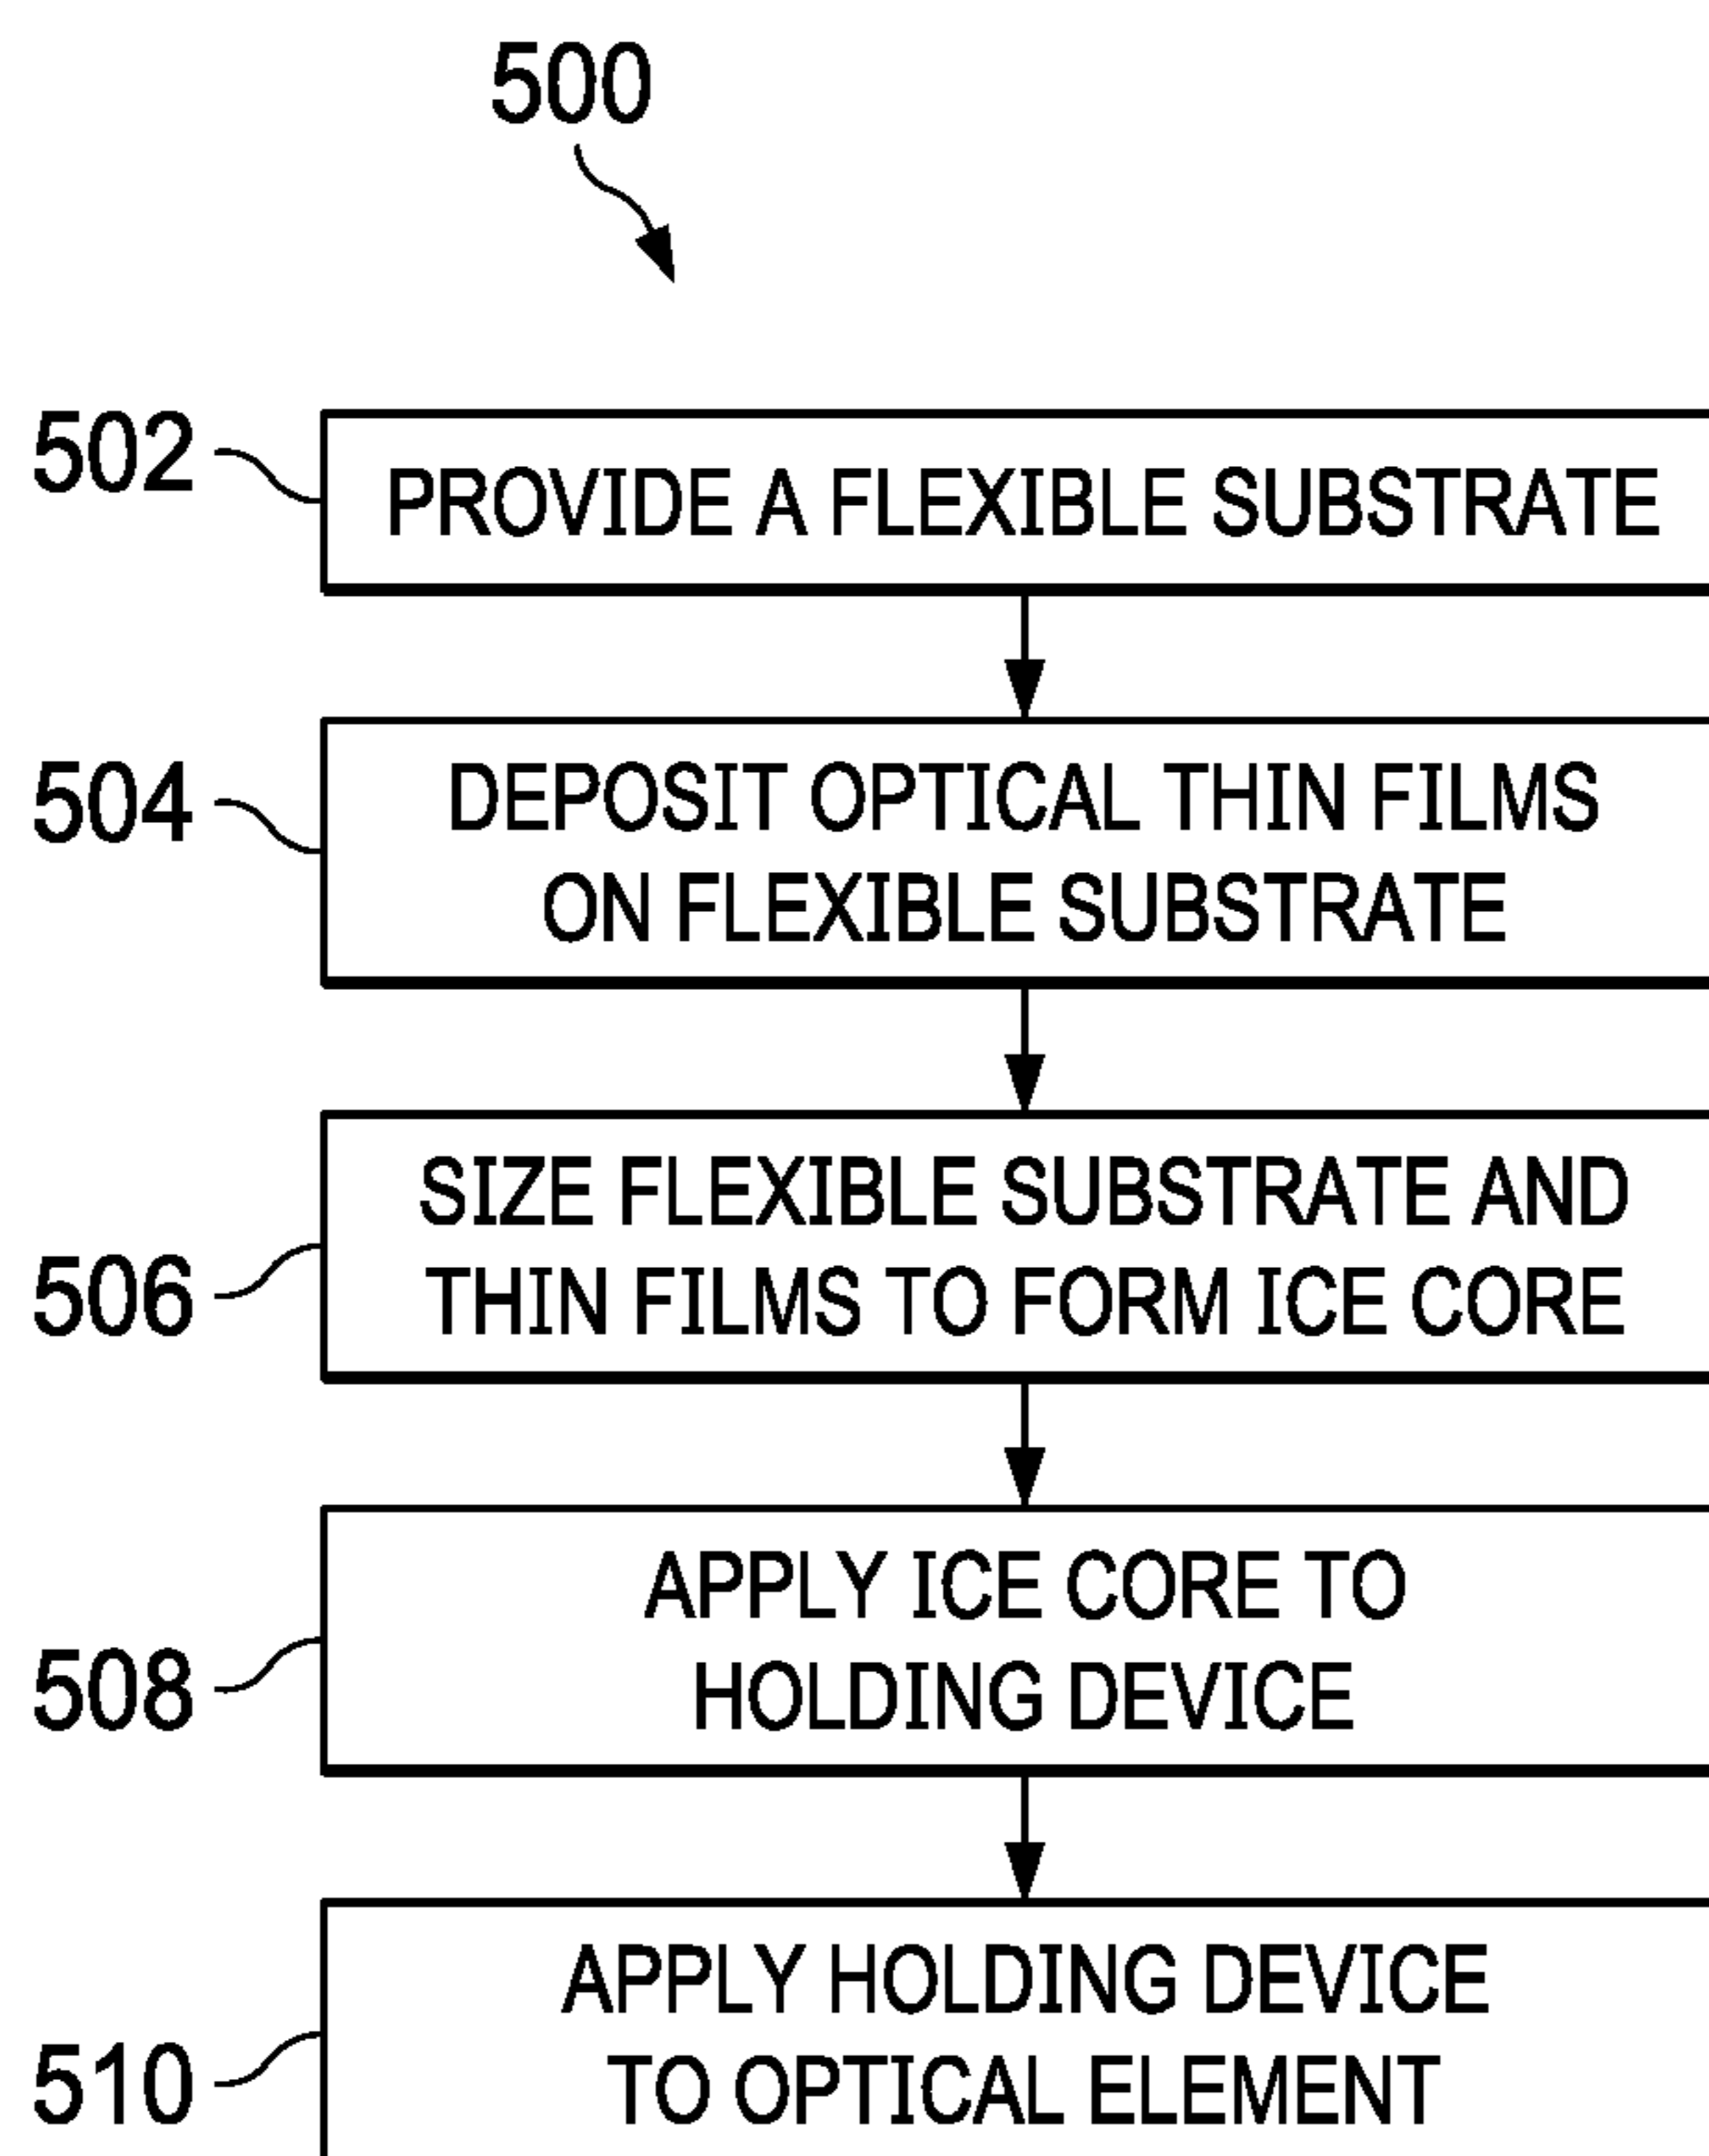 500
502
PROVIDE A FLEXIBLE SUBSTRATE
504
DEPOSIT OPTICAL THIN FILMS
ON FLEXIBLE SUBSTRATE
506
SIZE FLEXIBLE SUBSTRATE AND
THIN FILMS TO FORM ICE CORE
508
APPLY ICE CORE TO
HOLDING DEVICE
510
APPLY HOLDING DEVICE
TO OPTICAL ELEMENT